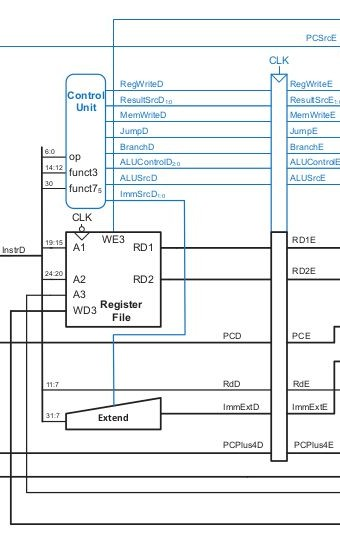 PCSrcE
CLK
Control
Unit
RegWriteD
RegWriteE
ResultSrcD1:0
ResultSrcE1:0
MemWriteD
MemWriteE
JumpD
JumpE
BranchD
BranchE
ALUControlD2:0
ALUControlE
ALUSrcD
ALUSrcE
ImmSrcD1:0
6:0
op
14:12
funct3
30
funct75
CLK
WE3
InstrD
19:15
A1
RD1
RD1E
24:20
A2
RD2
RD2E
A3
WD3
Register
File
PCD
PCE
11:7
RdD
RdE
31:7
Extend
ImmExtD
ImmExtE
PCPlus4D
PCPlus4E